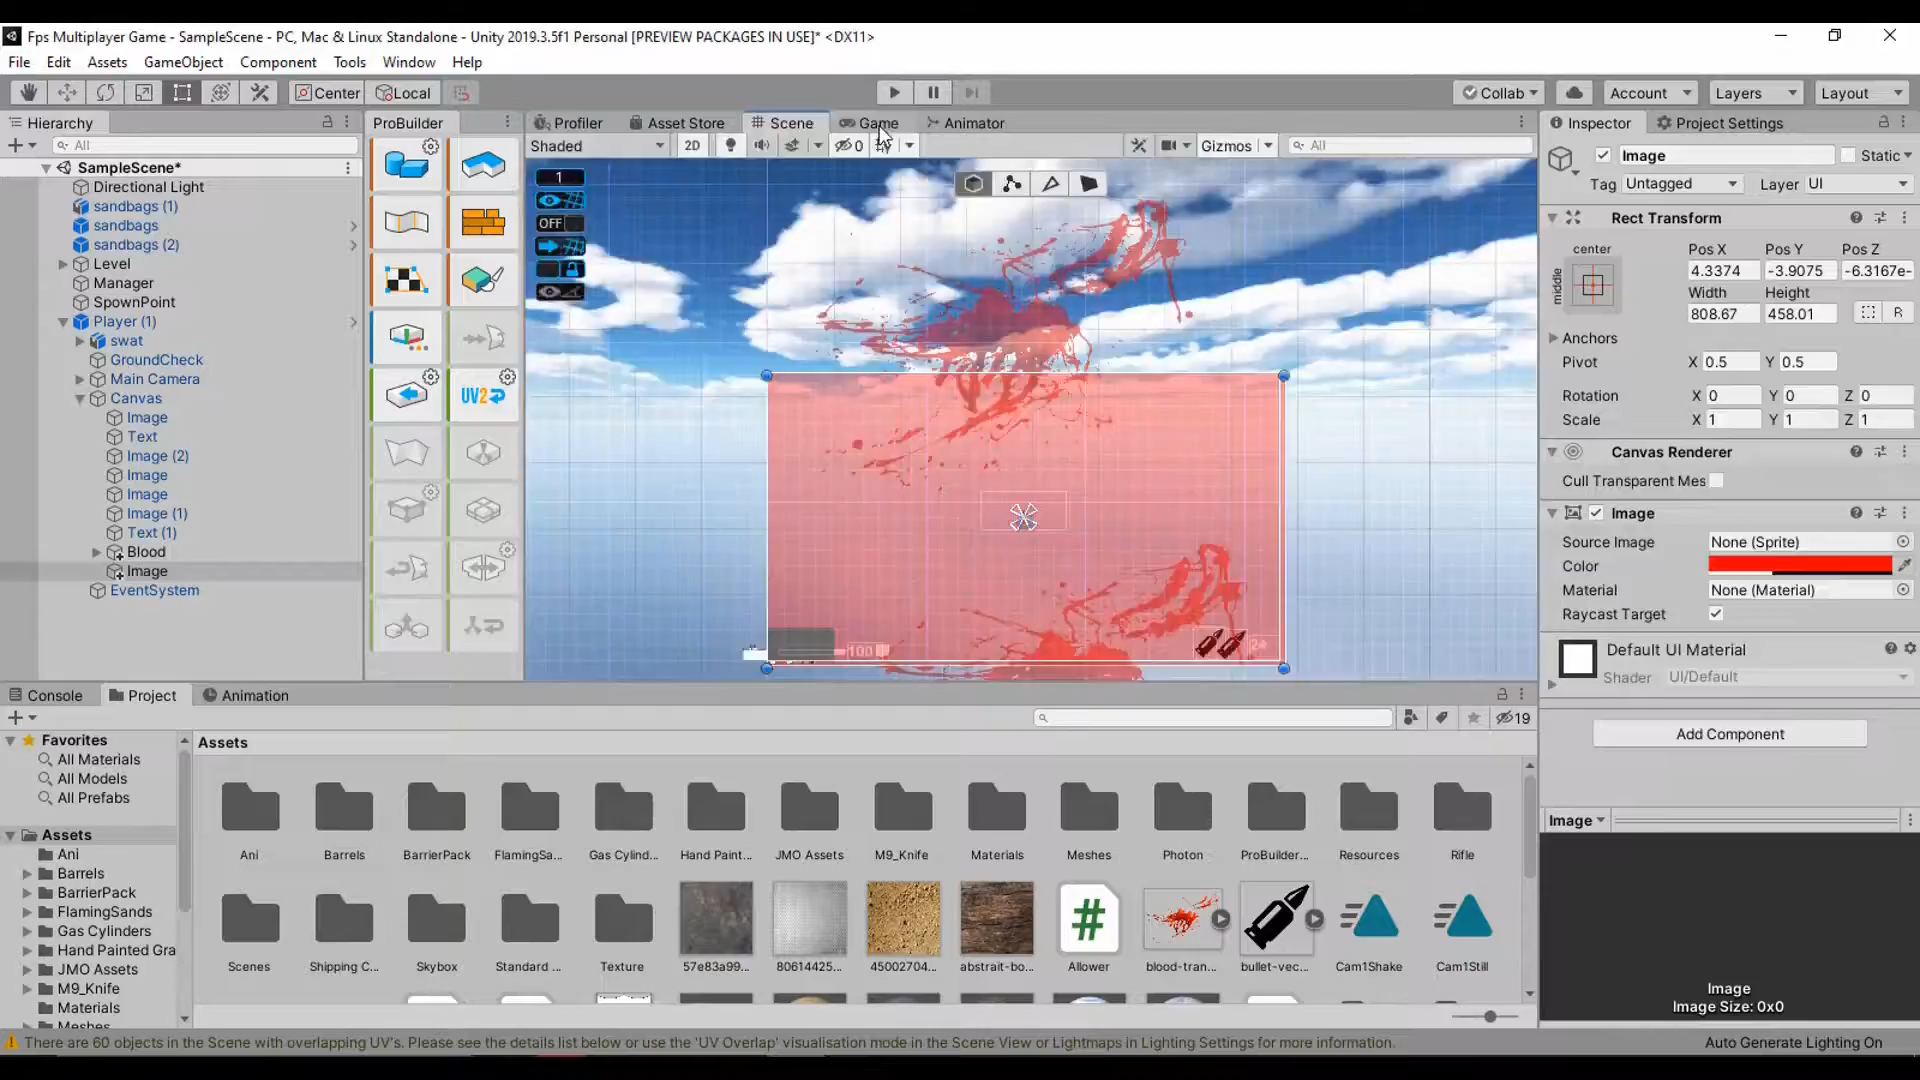 Fps Multiplayer Game - SampleScene - PC, Mac & Linux Standalone - Unity 2019.3.5f1 Personal [PREVIEW PACKAGES IN USE]* <DX11>
File Edit Assets GameObject Component Tools Window Help
Center Local Collab Account Layers Layout
Hierarchy ProBuilder Profiler Asset Store Scene Game Animator Inspector Project Settings
All Shaded 2D 0 Gizmos All
SampleScene*
Directional Light
sandbags (1)
sandbags
sandbags (2)
Level
Manager
SpawnPoint
Player (1)
swat
GroundCheck
Main Camera
Canvas
Image
Text
Image (2)
Image
Image
Image (1)
Text (1)
Blood
Image
EventSystem
UV2
1
OFF
100
Image Static
Tag Untagged Layer UI
Rect Transform
center
middle
Pos X Pos Y Pos Z
4.3374 -3.9075 -6.3167e-
Width Height
808.67 458.01 R
Anchors
Pivot X 0.5 Y 0.5
Rotation X 0 Y 0 Z 0
Scale X 1 Y 1 Z 1
Canvas Renderer
Cull Transparent Mes
Image
Source Image None (Sprite)
Color
Material None (Material)
Raycast Target
Default UI Material
Shader UI/Default
Add Component
Image
Image
Image Size: 0x0
Console Project Animation
19
Favorites
All Materials
All Models
All Prefabs
Assets
Ani
Barrels
BarrierPack
FlamingSands
Gas Cylinders
Hand Painted Gra
JMO Assets
M9_Knife
Materials
Meshes
Assets
Ani Barrels BarrierPack FlamingSa... Gas Cylind... Hand Paint... JMO Assets M9_Knife Materials Meshes Photon ProBuilder... Resources Rifle
#
Scenes Shipping C... Skybox Standard ... Texture 57e83a99... 80614425... 45002704... abstrait-bo... Allower blood-tran... bullet-vec... Cam1Shake Cam1Still
There are 60 objects in the Scene with overlapping UV's. Please see the details list below or use the 'UV Overlap' visualisation mode in the Scene View or Lightmaps in Lighting Settings for more information.
Auto Generate Lighting On